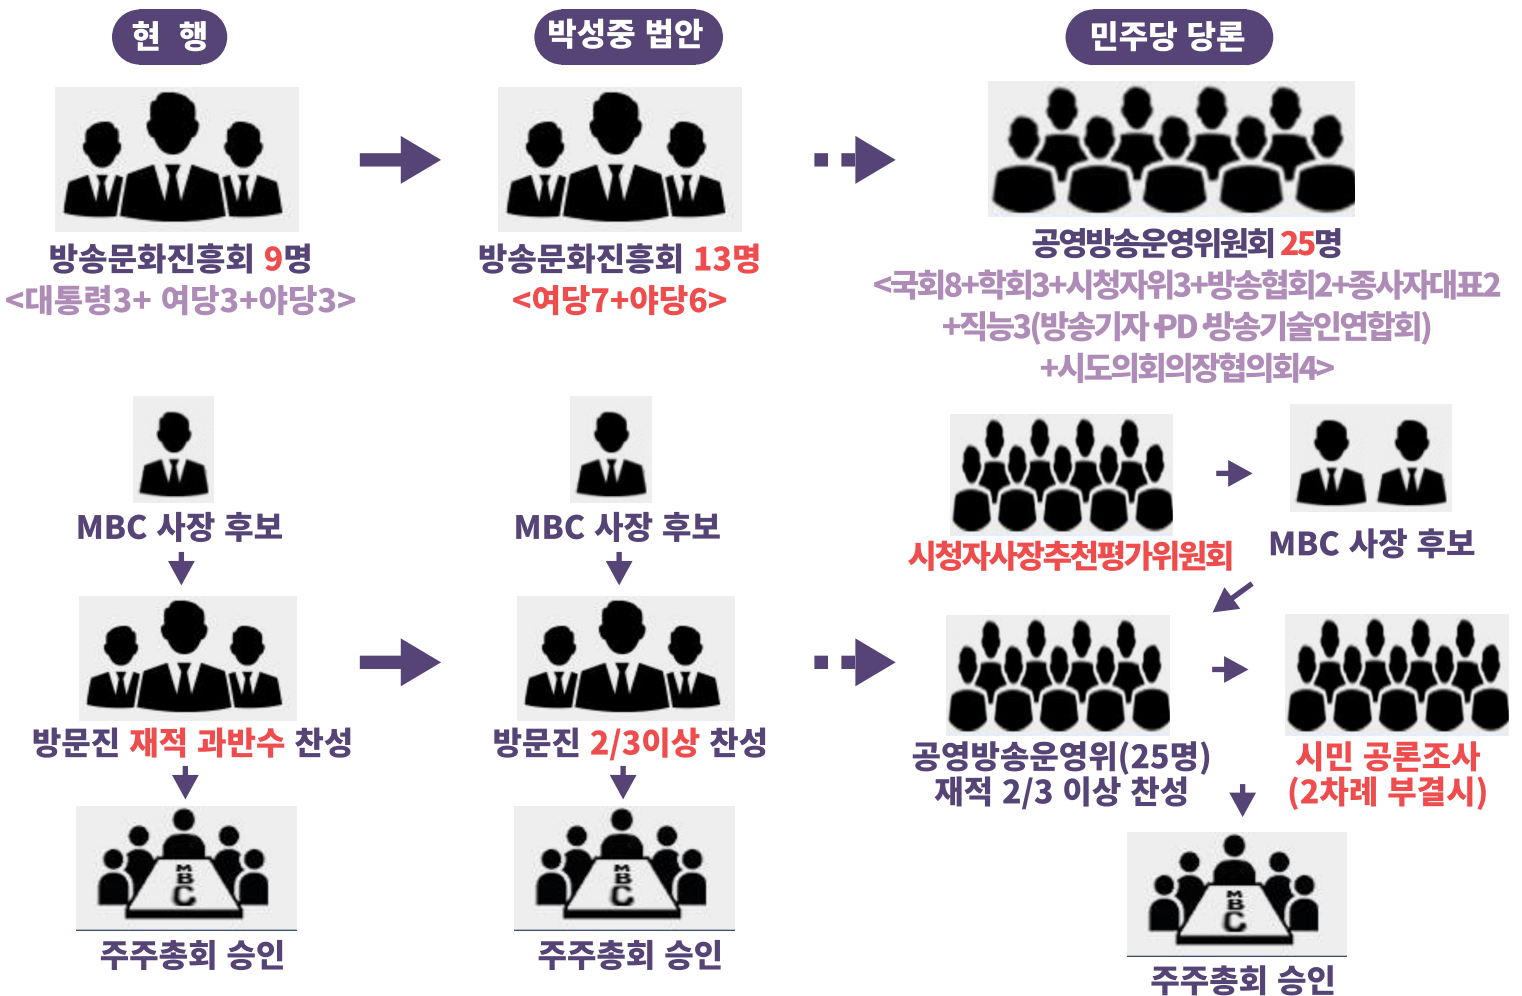 현 행
방송문화진흥회 9명
<대통령3+ 여당3+야당3>
MBC 사장 후보
방문진 재적 과반수 찬성
MBC
주주총회 승인
박성중 법안
방송문화진흥회 13명
<여당7+야당6>
MBC 사장 후보
방문진 2/3이상 찬성
MBC
주주총회 승인
민주당 당론
공영방송운영위원회 25명
<국회8+학회3+시청자위3+방송협회2+종사자대표2
+직능3(방송기자·PD·방송기술인연합회)
+시도의회의장협의회4>
시청자사장추천평가위원회
MBC 사장 후보
공영방송운영위(25명)
재적 2/3 이상 찬성
시민 공론조사
(2차례 부결시)
MBC
주주총회 승인